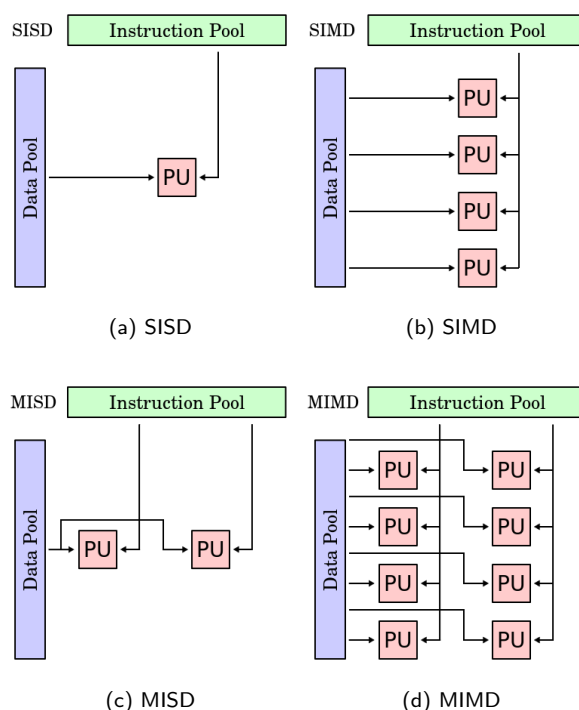 SISD Instruction Pool
Data Pool
PU
(a) SISD
SIMD Instruction Pool
Data Pool
PU
PU
PU
PU
(b) SIMD
MISD Instruction Pool
Data Pool
PU PU
(c) MISD
MIMD Instruction Pool
Data Pool
PU PU
PU PU
PU PU
PU PU
(d) MIMD